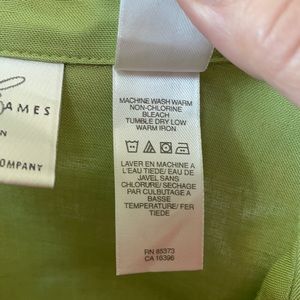 AMES
N
COMPANY
MACHINE WASH WARM
NON-CHLORINE
BLEACH
TUMBLE DRY LOW
WARM IRON
LAVER EN MACHINE A
L'EAU TIEDE/ EAU DE
JAVEL SANS
CHLORURE/ SECHAGE
PAR CULBUTAGE A
BASSE
TEMPERATURE/ FER
TIEDE
RN 85373
CA 16396